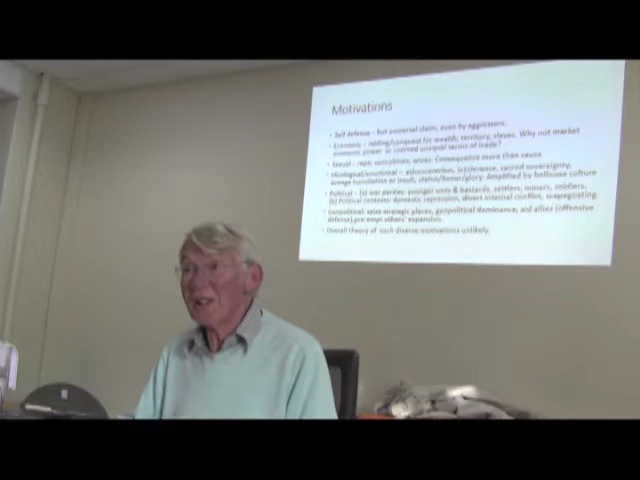 Motivations
• Self defense – but universal claim, even by aggressors.
• Economic – raiding/conquest for wealth, territory, slaves. Why not market
economic power or coerced unequal terms of trade?
• Sexual – rape, concubines, wives. Consequence more than cause
• Ideological/emotional – ethnocentrism, intolerance, sacred sovereignty,
avenge humiliation or insult, status/honor/glory. Amplified by bellicose culture
• Political – (a) war parties: younger sons & bastards, settlers, miners, soldiers.
(b) Political contexts: domestic repression, divert internal conflict, scapegoating.
• Geopolitical: seize strategic places, geopolitical dominance, aid allies (offensive
defense), pre-empt others' expansion.
• Overall theory of such diverse motivations unlikely.